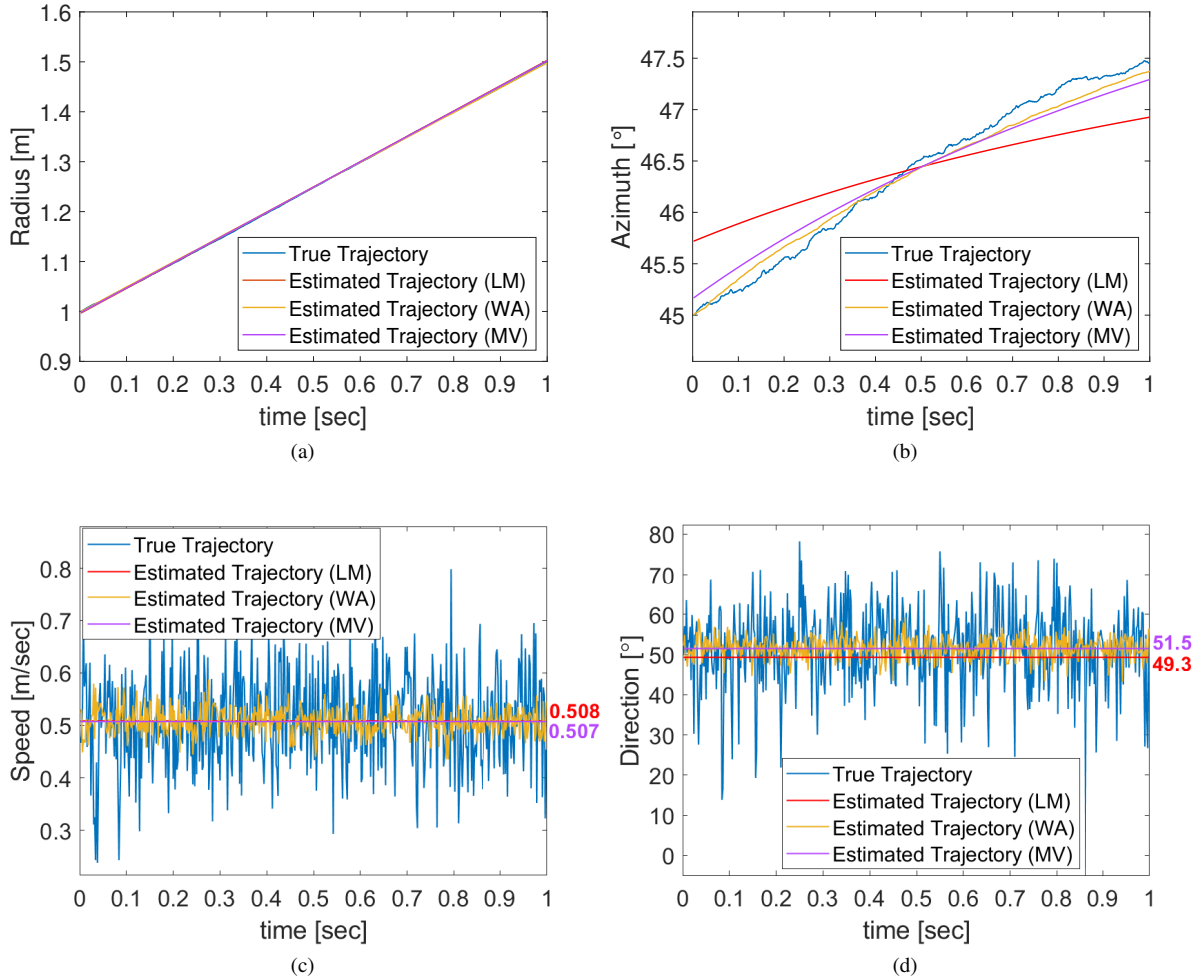 1.6
1.5
1.4
1.3
1.2
1.1
1
0.9
Radius [m]
True Trajectory
Estimated Trajectory (LM)
Estimated Trajectory (WA)
Estimated Trajectory (MV)
0 0.1 0.2 0.3 0.4 0.5 0.6 0.7 0.8 0.9 1
time [sec]
(a)
47.5
47
46.5
46
45.5
45
Azimuth [°]
True Trajectory
Estimated Trajectory (LM)
Estimated Trajectory (WA)
Estimated Trajectory (MV)
0 0.1 0.2 0.3 0.4 0.5 0.6 0.7 0.8 0.9 1
time [sec]
(b)
True Trajectory
Estimated Trajectory (LM)
Estimated Trajectory (WA)
Estimated Trajectory (MV)
0.8
0.7
0.6
0.5
0.4
0.3
Speed [m/sec]
0.508
0.507
0 0.1 0.2 0.3 0.4 0.5 0.6 0.7 0.8 0.9 1
time [sec]
(c)
80
70
60
50
40
30
20
10
0
Direction [°]
51.5
49.3
True Trajectory
Estimated Trajectory (LM)
Estimated Trajectory (WA)
Estimated Trajectory (MV)
0 0.1 0.2 0.3 0.4 0.5 0.6 0.7 0.8 0.9 1
time [sec]
(d)